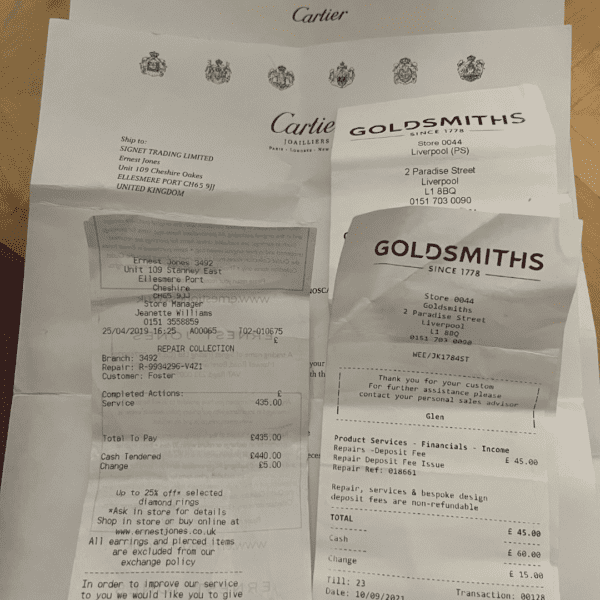 Cartier
Cartier
JOAILLIERS
PARIS - LONDRES - NEW
Ship to:
SIGNET TRADING LIMITED
Ernest Jones
Unit 109 Cheshire Oakes
ELLESMERE PORT CH65 9JJ
UNITED KINGDOM
GOLDSMITHS
SINCE 1778
Store 0044
Liverpool (PS)
2 Paradise Street
Liverpool
L1 8BQ
0151 703 0090
Ernest Jones 3492
Unit 109 Stanney East
Ellesmere Port
Cheshire
CH65 9JJ
Store Manager
Jeanette Williams
0151 3558859
25/04/2019 16:25 A00065 T02-010675
£
REPAIR COLLECTION
Branch: 3492
Repair: R-9934296-V4Z1
Customer: Foster
Completed Actions: £
Service 435.00
Total To Pay £435.00
Cash Tendered £440.00
Change £5.00
Up to 25% off* selected
diamond rings
*Ask in store for details
Shop in store or buy online at
www.ernestjones.co.uk
All earrings and pierced items
are excluded from our
exchange policy
In order to improve our service
to you we would like you to give
your
GOLDSMITHS
SINCE 1778
Store 0044
Goldsmiths
2 Paradise Street
Liverpool
L1 8BQ
0151 703 0090
WEE/JK1784ST
Thank you for your custom
For further assistance please
contact your personal sales advisor
Glen
Product Services - Financials - Income
Repairs -Deposit Fee £ 45.00
Repair Deposit Fee Issue
Repair Ref: 018661
Repair, services & bespoke design
deposit fees are non-refundable
TOTAL £ 45.00
Cash £ 60.00
Change £ 15.00
Till: 23 Transaction: 00128
Date: 10/09/2021